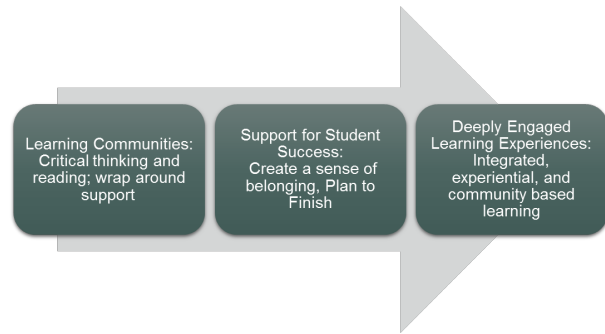 Learning Communities:
Critical thinking and
reading; wrap around
support
Support for Student
Success:
Create a sense of
belonging, Plan to
Finish
Deeply Engaged
Learning Experiences:
Integrated,
experiential, and
community based
learning